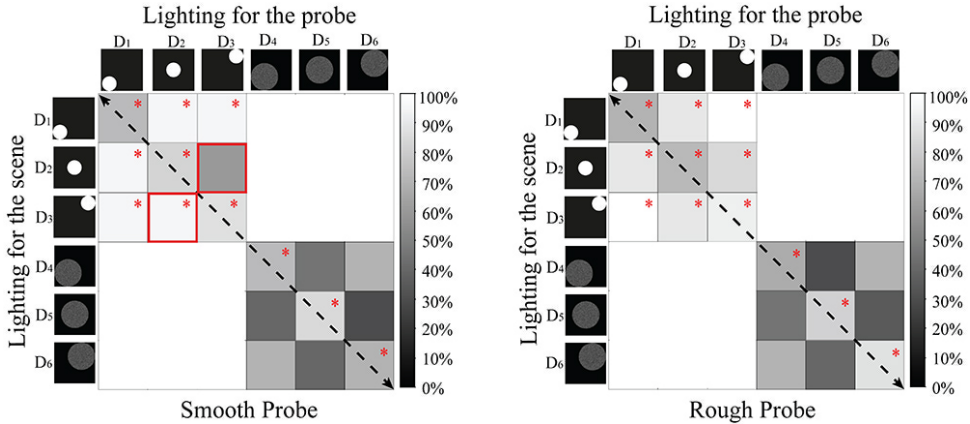 Lighting for the probe
D1 D2 D3 D4 D5 D6
Lighting for the scene
D1
*
*
*
D2
*
*
D3
*
*
*
D4
*
D5
*
D6
*
100%
90%
80%
70%
60%
50%
40%
30%
20%
10%
0%
Smooth Probe
Lighting for the probe
D1 D2 D3 D4 D5 D6
Lighting for the scene
D1
*
*
*
D2
*
*
*
D3
*
*
*
D4
*
D5
*
D6
*
100%
90%
80%
70%
60%
50%
40%
30%
20%
10%
0%
Rough Probe